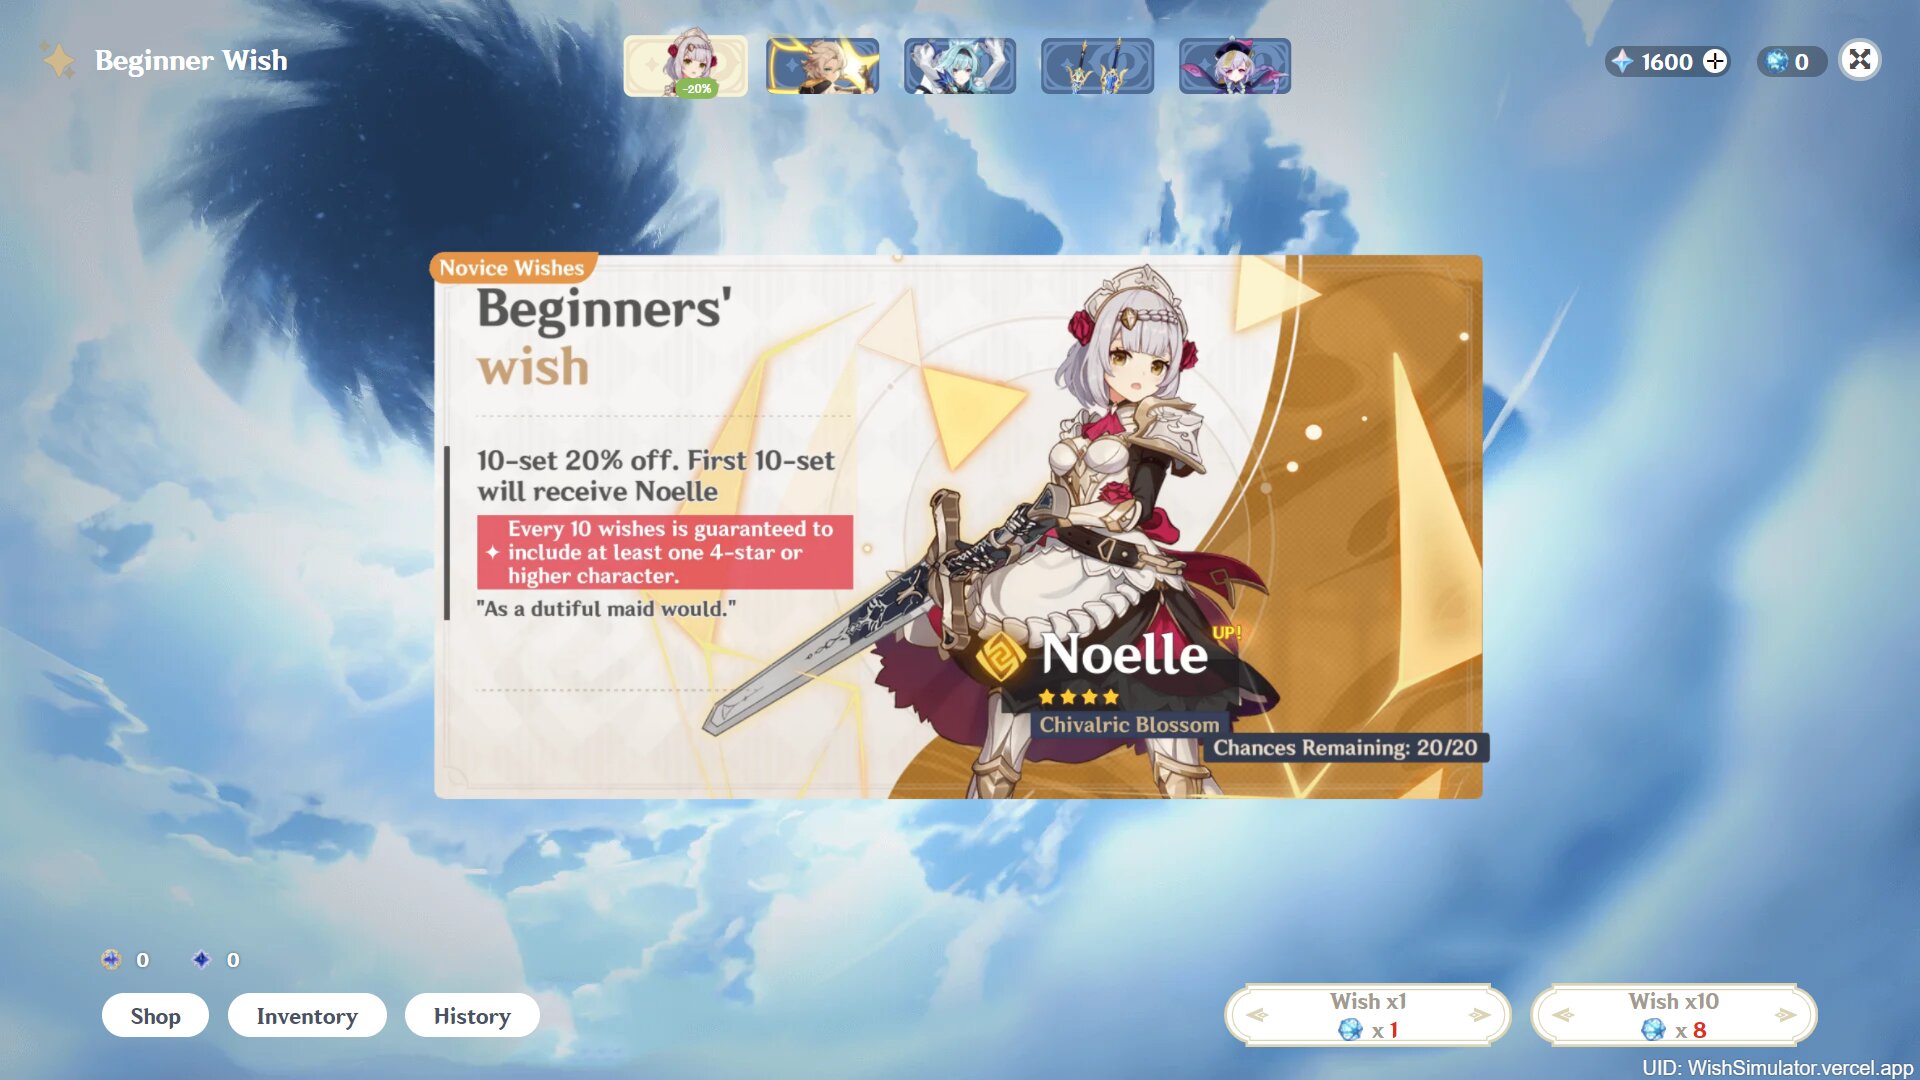 Beginner Wish
-20%
1600
0
Novice Wishes
Beginners'
wish
10-set 20% off. First 10-set
will receive Noelle
Every 10 wishes is guaranteed to
include at least one 4-star or
higher character.
"As a dutiful maid would."
Noelle
UP!
Chivalric Blossom
Chances Remaining: 20/20
0
0
Shop
Inventory
History
Wish x1
x 1
Wish x10
x 8
UID: WishSimulator.vercel.app